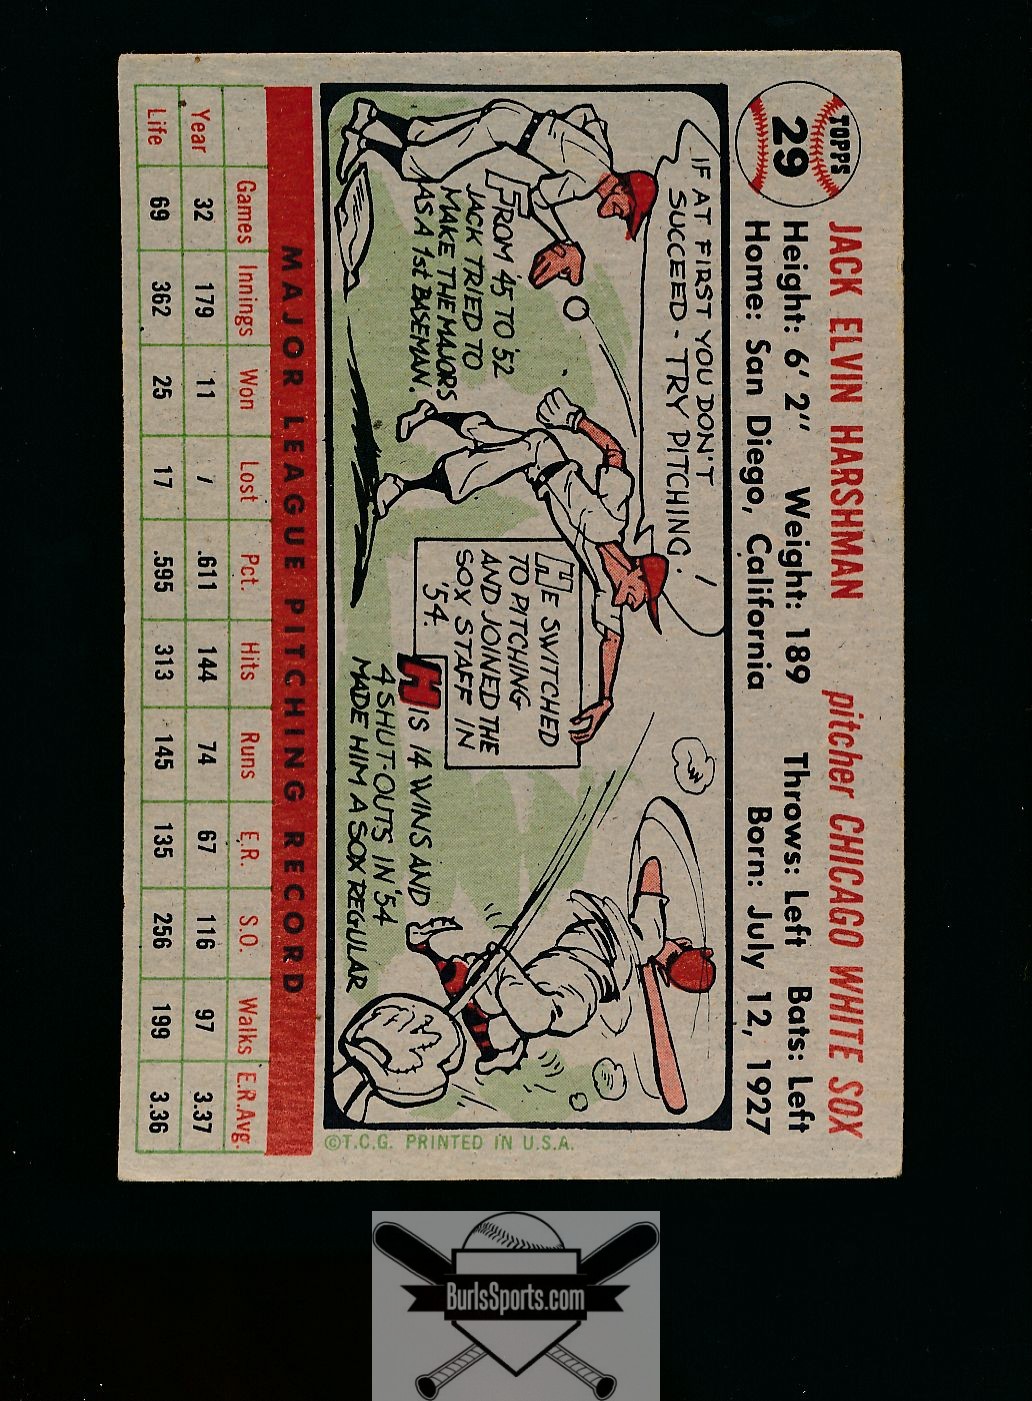 TOPPS
29
JACK ELVIN HARSHMAN pitcher CHICAGO WHITE SOX
Height: 6' 2" Weight: 189 Throws: Left Bats: Left
Home: San Diego, California Born: July 12, 1927
IF AT FIRST YOU DON'T
SUCCEED - TRY PITCHING!
FROM 45 TO '52
JACK TRIED TO
MAKE THE MAJORS
AS A 1st BASEMAN.
HE SWITCHED
TO PITCHING
AND JOINED THE
SOX STAFF IN
'54.
HIS 14 WINS AND
4 SHUT-OUTS IN '54
MADE HIM A SOX REGULAR
©T.C.G. PRINTED IN U.S.A.
MAJOR LEAGUE PITCHING RECORD
Games Innings Won Lost Pct. Hits Runs E.R. S.O. Walks E.R.Avg.
Year 32 179 11 7 .611 144 74 67 116 97 3.37
Life 69 362 25 17 .595 313 145 135 256 199 3.36
BurlsSports.com